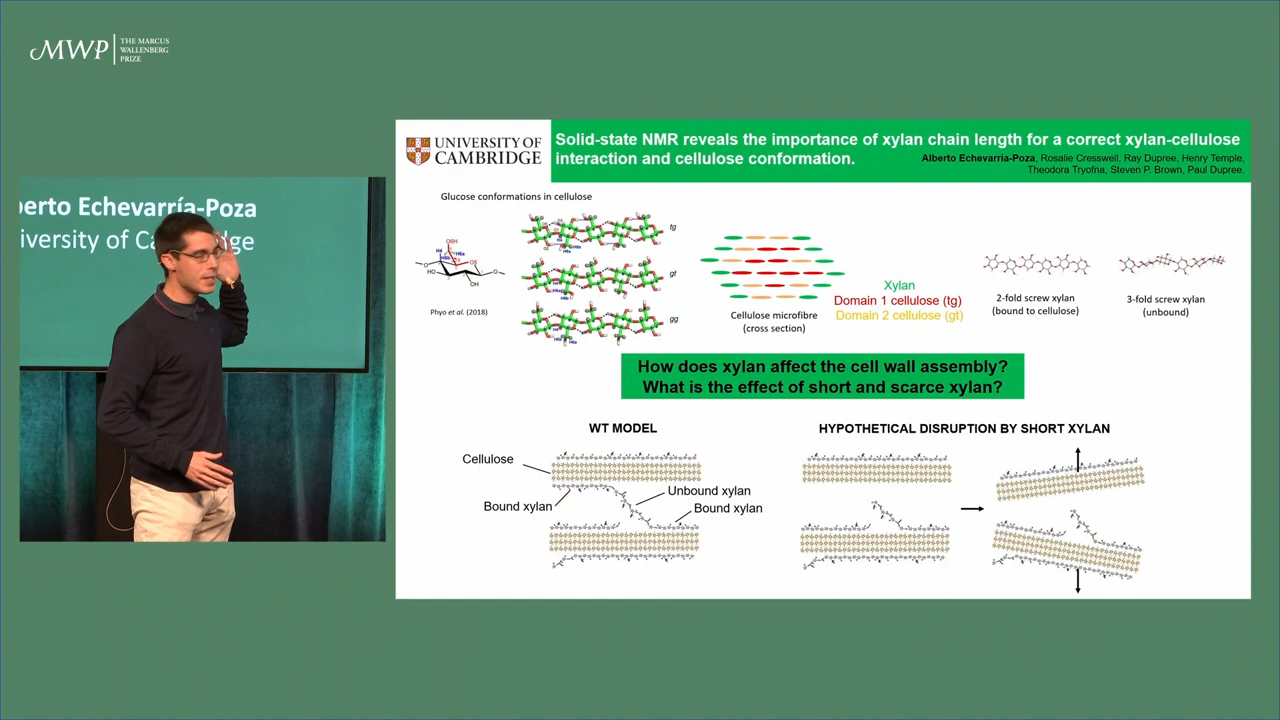 MWP
THE MARCUS
WALLENBERG
PRIZE
berto Echevarría-Poza
iversity of Ca dge
UNIVERSITY OF
CAMBRIDGE
Solid-state NMR reveals the importance of xylan chain length for a correct xylan-cellulose
interaction and cellulose conformation.
Alberto Echevarria-Poza, Rosalie Cresswell, Ray Dupree, Henry Temple,
Theodora Tryofna, Steven P. Brown, Paul Dupree.
Glucose conformations in cellulose
tg
gt
gg
Phyo et al. (2018)
Cellulose microfibre
(cross section)
Xylan
Domain 1 cellulose (tg)
Domain 2 cellulose (gt)
2-fold screw xylan
(bound to cellulose)
3-fold screw xylan
(unbound)
How does xylan affect the cell wall assembly?
What is the effect of short and scarce xylan?
WT MODEL
Cellulose
Bound xylan
Unbound xylan
Bound xylan
HYPOTHETICAL DISRUPTION BY SHORT XYLAN